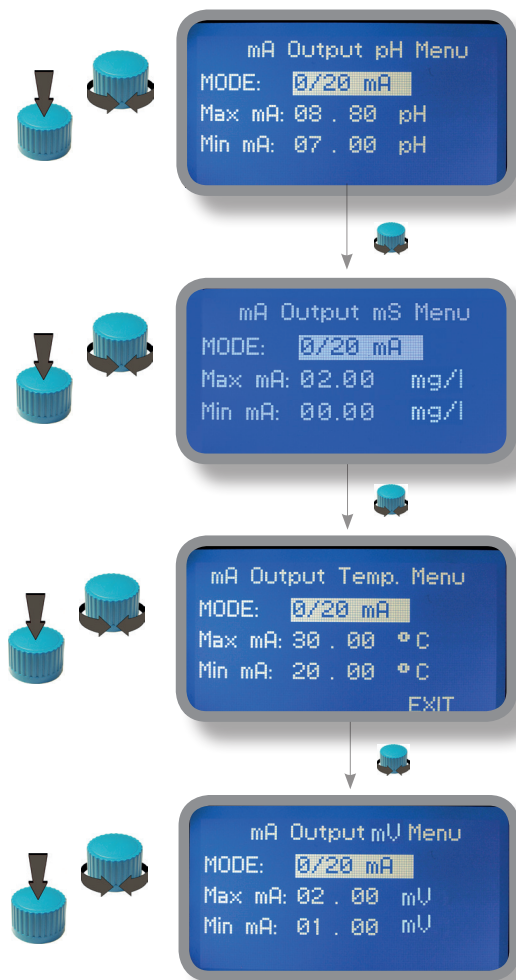 mA Output pH Menu
MODE: 0/20 mA
Max mA: 08 . 80 pH
Min mA: 07 . 00 pH
mA Output mS Menu
MODE: 0/20 mA
Max mA: 02.00 mg/l
Min mA: 00.00 mg/l
mA Output Temp. Menu
MODE: 0/20 mA
Max mA: 30 . 00 °C
Min mA: 20 . 00 °C
EXIT
mA Output mV Menu
MODE: 0/20 mA
Max mA: 02 . 00 mV
Min mA: 01 . 00 mV